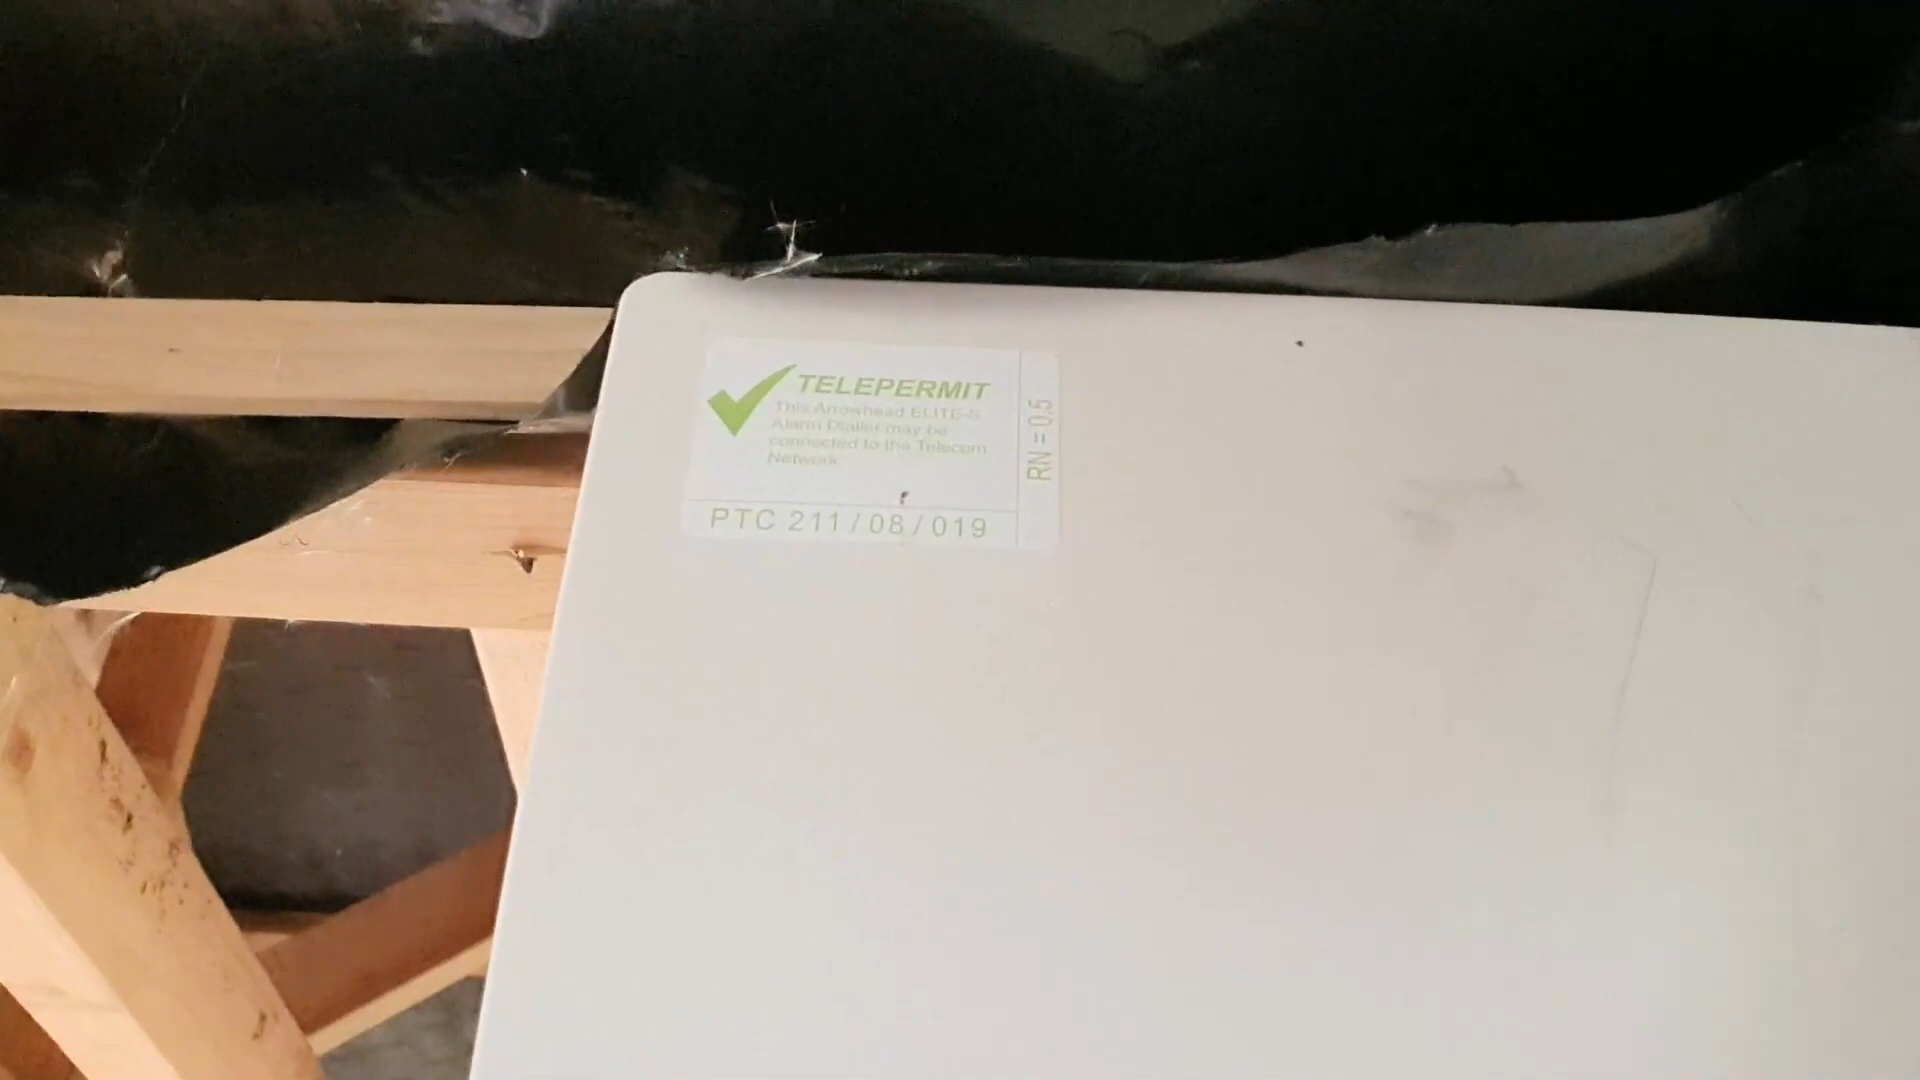 TELEPERMIT
This Arrowhead ELITE-S
Alarm Dialler may be
connected to the Telecom
Network
RN = 0.5
PTC 211 / 08 / 019